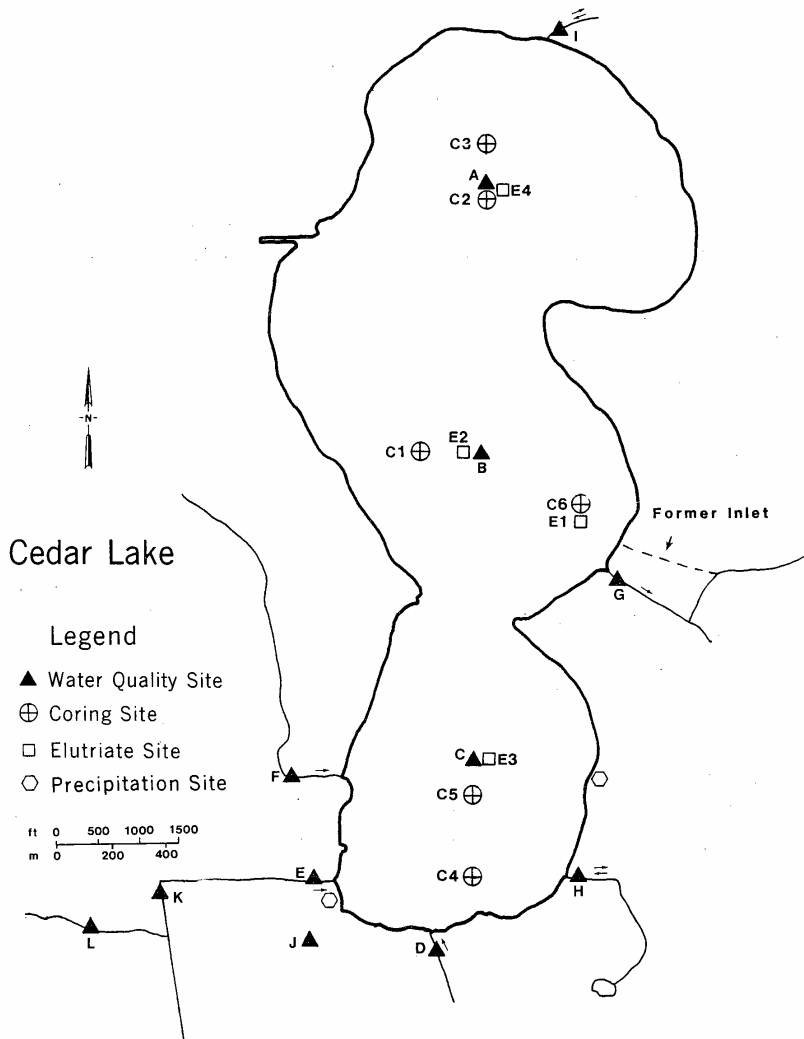 I
C3
A
E4
C2
N
C1
E2
B
C6
E1
Former Inlet
Cedar Lake
G
Legend
Water Quality Site
Coring Site
Elutriate Site
Precipitation Site
F
C
E3
C5
ft 0 500 1000 1500
m 0 200 400
E
C4
H
K
L
J
D